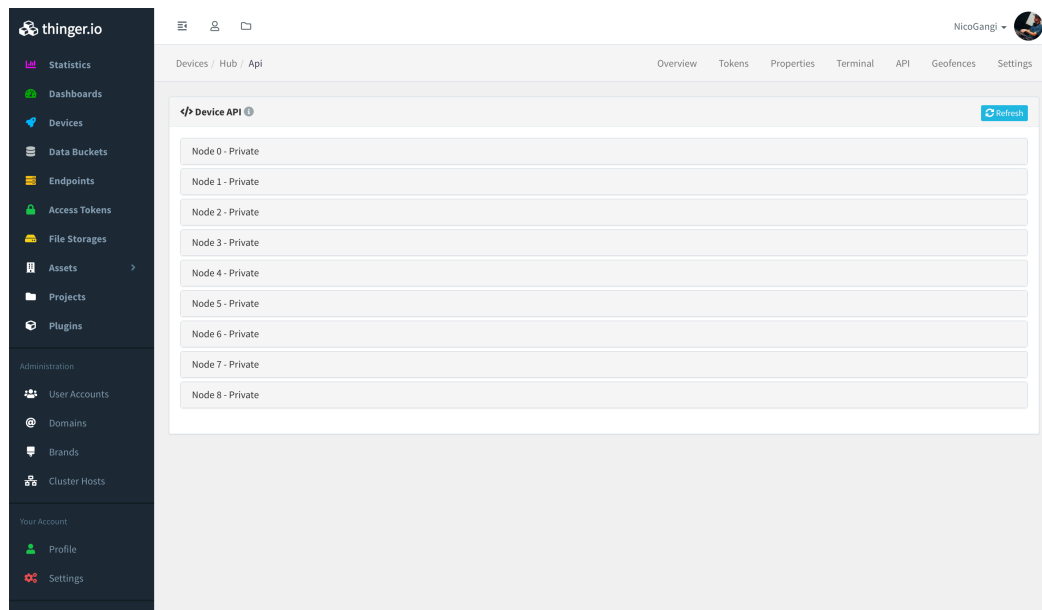 thinger.io
NicoGangi
Statistics
Dashboards
Devices
Data Buckets
Endpoints
Access Tokens
File Storages
Assets
Projects
Plugins
Administration
User Accounts
Domains
Brands
Cluster Hosts
Your Account
Profile
Settings
Devices / Hub / Api
Overview Tokens Properties Terminal API Geofences Settings
</> Device API
Refresh
Node 0 - Private
Node 1 - Private
Node 2 - Private
Node 3 - Private
Node 4 - Private
Node 5 - Private
Node 6 - Private
Node 7 - Private
Node 8 - Private